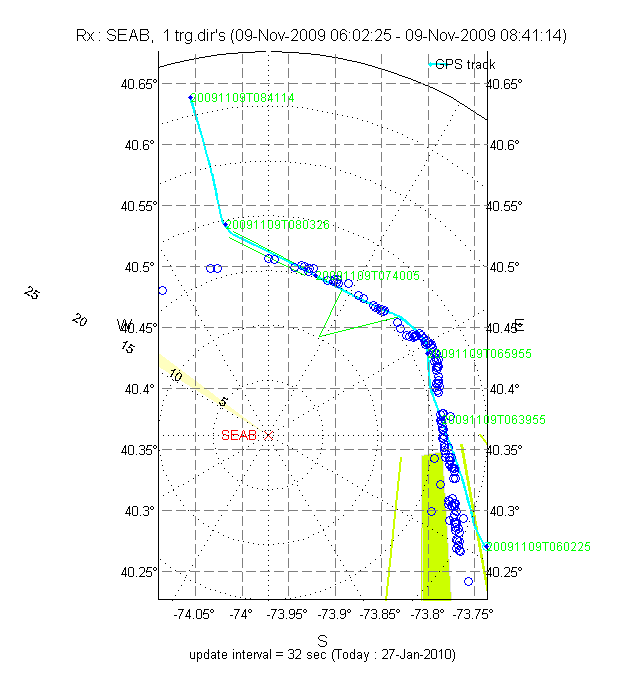 Rx : SEAB, 1 trg.dir's (09-Nov-2009 06:02:25 - 09-Nov-2009 08:41:14)
GPS track
40.65° 40.65°
20091109T084114
40.6° 40.6°
40.55° 40.55°
20091109T080326
40.5° 40.5°
20091109T074005
25 20 W 15 40.45° 40.45° E
091109T065955
10 40.4° 40.4°
5
091109T063955
SEAB 40.35° 40.35°
40.3° 40.3°
20091109T060225
40.25° 40.25°
-74.05° -74° -73.95° -73.9° -73.85° -73.8° -73.75°
S
update interval = 32 sec (Today : 27-Jan-2010)